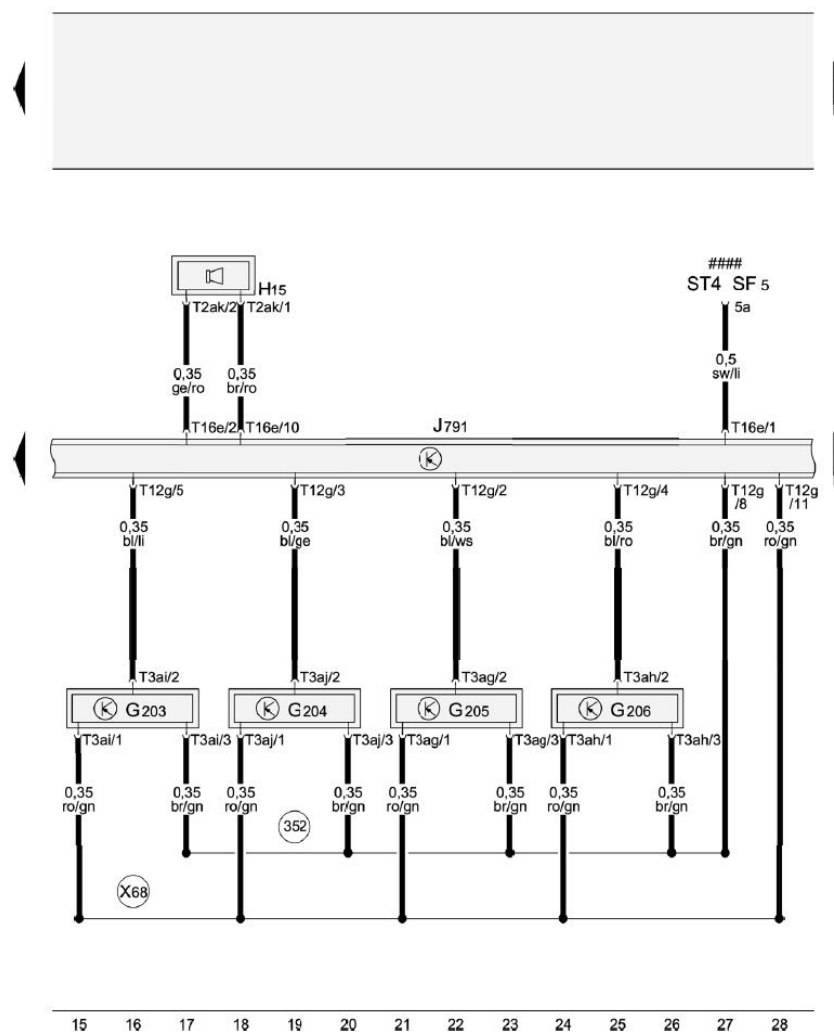 ####
ST4 SF 5
H15
T2ak/2 T2ak/1 5a
0,35 0,35 0,5
ge/ro br/ro sw/li
T16e/2 T16e/10 J791 T16e/1
T12g/5 T12g/3 T12g/2 T12g/4 T12g T12g
/8 /11
0,35 0,35 0,35 0,35 0,35 0,35
bl/li bl/ge bl/ws bl/ro br/gn ro/gn
T3ai/2 T3aj/2 T3ag/2 T3ah/2
G203 G204 G205 G206
T3ai/1 T3ai/3 T3aj/1 T3aj/3 T3ag/1 T3ag/3 T3ah/1 T3ah/3
0,35 0,35 0,35 0,35 0,35 0,35 0,35 0,35
ro/gn br/gn ro/gn br/gn ro/gn br/gn ro/gn br/gn
352
X68
15 16 17 18 19 20 21 22 23 24 25 26 27 28